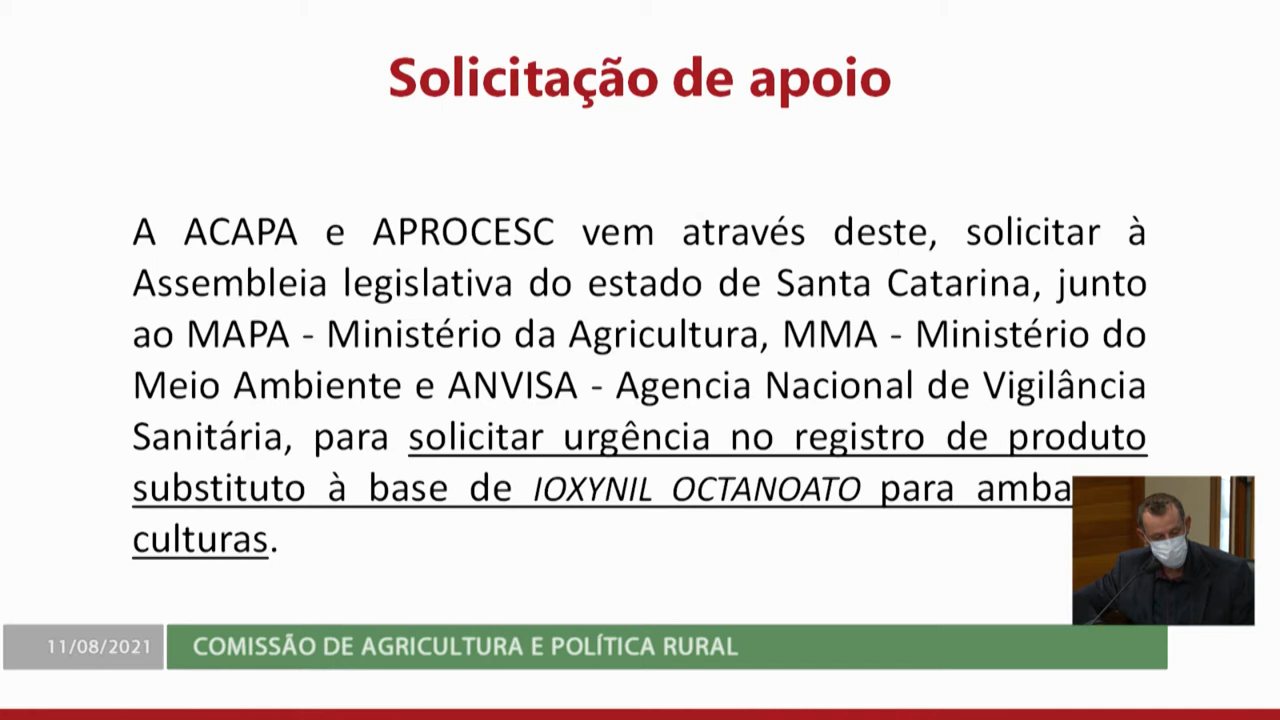 Solicitação de apoio
A ACAPA e APROCESC vem através deste, solicitar à
Assembleia legislativa do estado de Santa Catarina, junto
ao MAPA - Ministério da Agricultura, MMA - Ministério do
Meio Ambiente e ANVISA - Agencia Nacional de Vigilância
Sanitária, para solicitar urgência no registro de produto
substituto à base de IOXYNIL OCTANOATO para
culturas.
11/08/2021 COMISSÃO DE AGRICULTURA E POLÍTICA RURAL